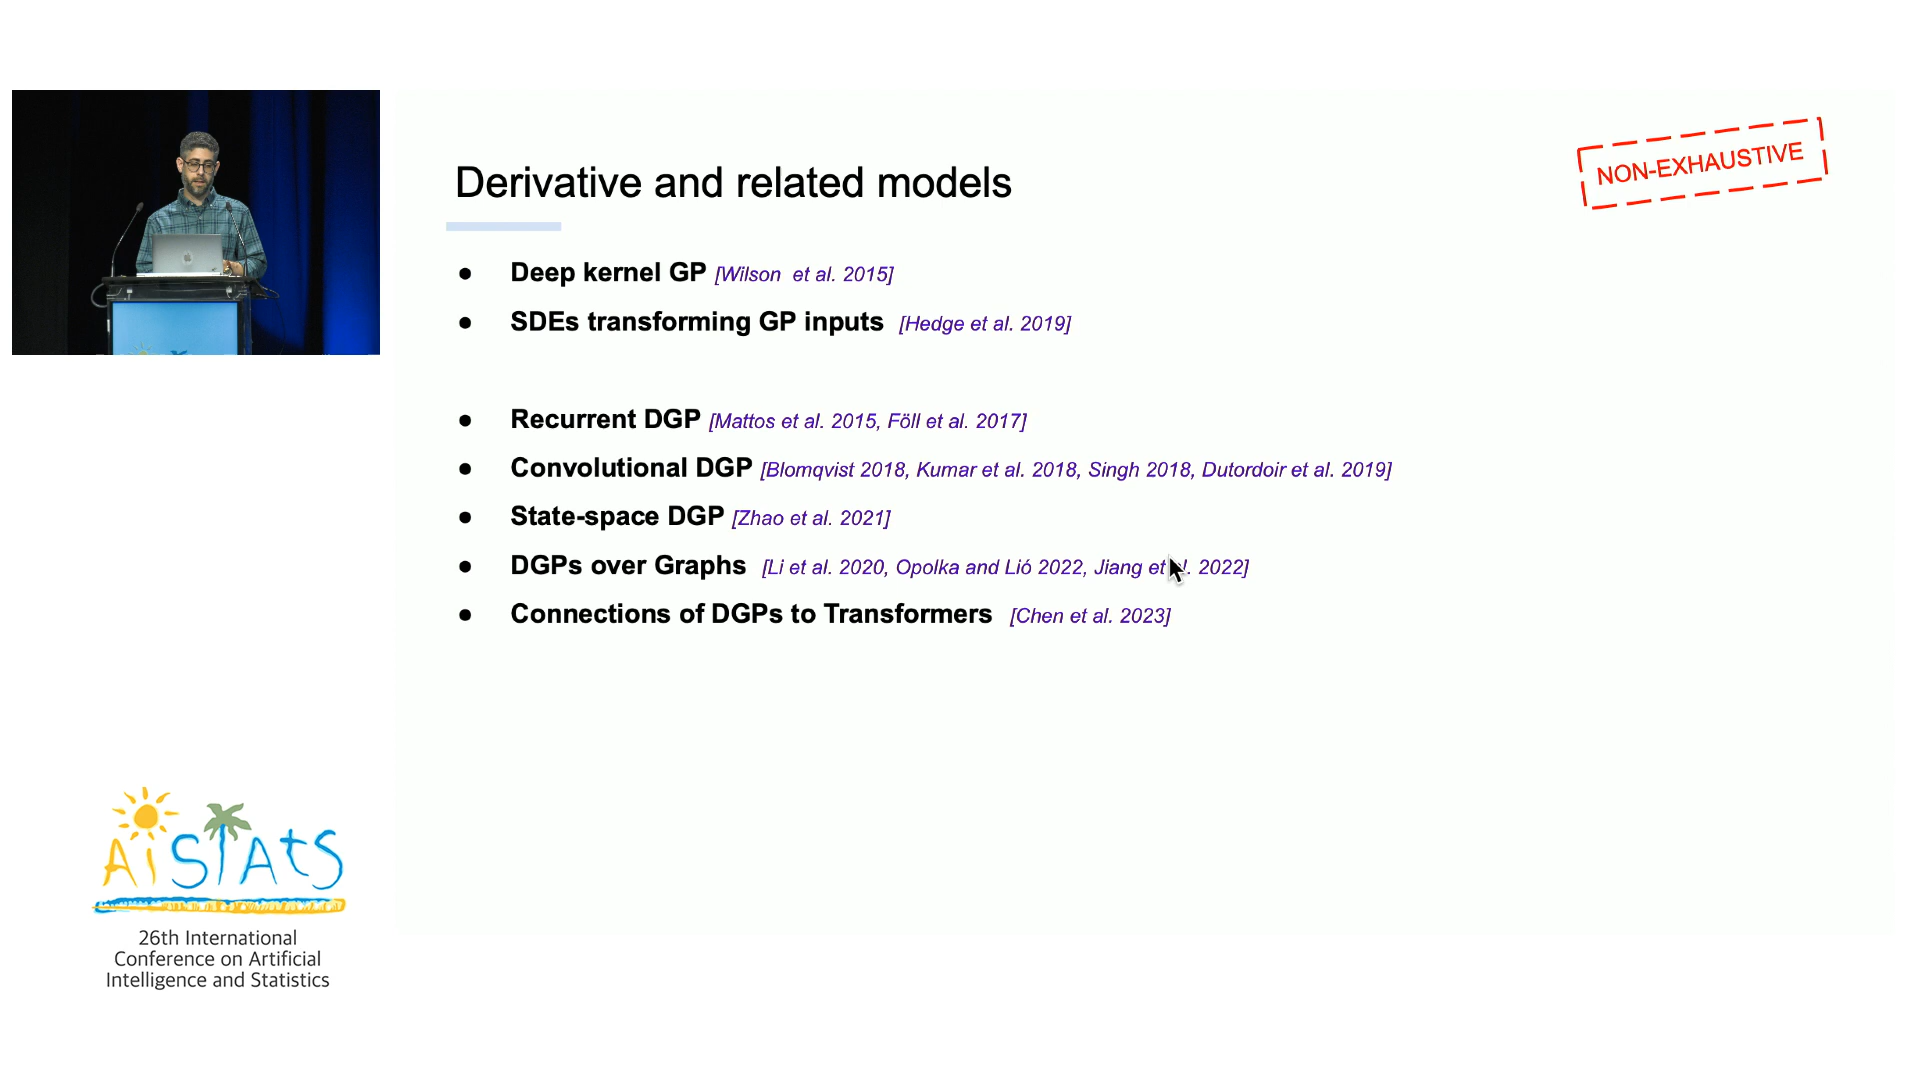 Derivative and related models
NON-EXHAUSTIVE
● Deep kernel GP [Wilson et al. 2015]
● SDEs transforming GP inputs [Hedge et al. 2019]
● Recurrent DGP [Mattos et al. 2015, Föll et al. 2017]
● Convolutional DGP [Blomqvist 2018, Kumar et al. 2018, Singh 2018, Dutordoir et al. 2019]
● State-space DGP [Zhao et al. 2021]
● DGPs over Graphs [Li et al. 2020, Opolka and Lió 2022, Jiang et al. 2022]
● Connections of DGPs to Transformers [Chen et al. 2023]
AiStAtS
26th International
Conference on Artificial
Intelligence and Statistics